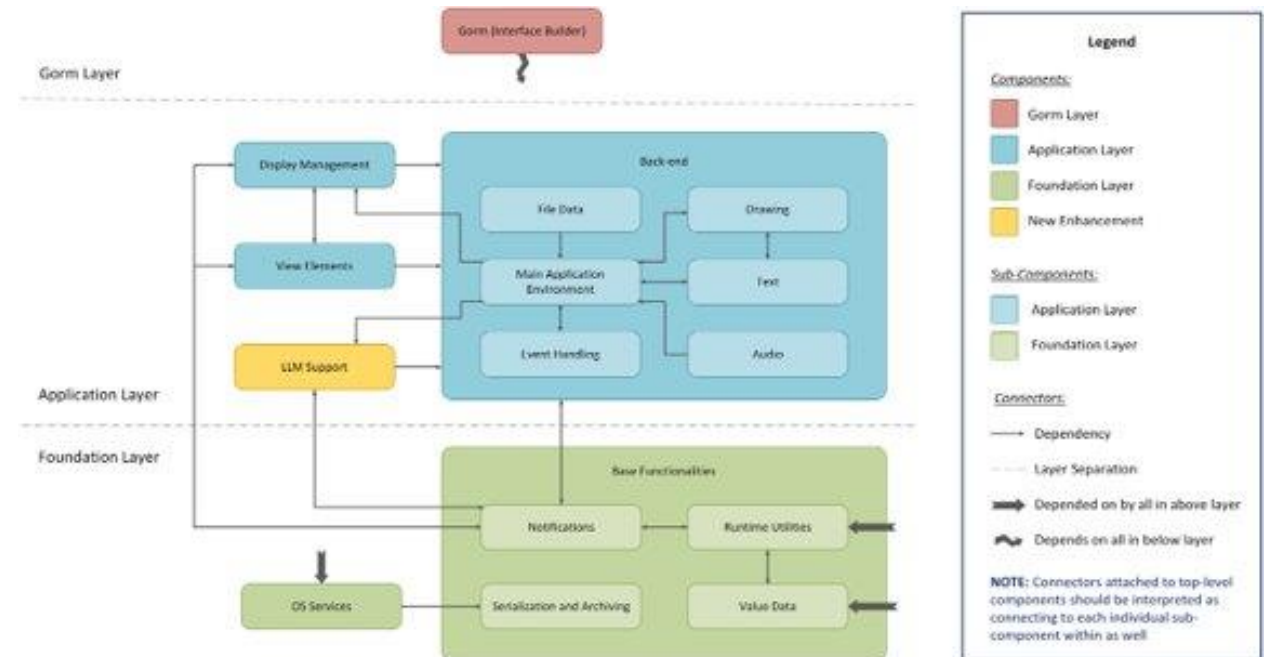 Gorm (Interface Builder)
Gorm Layer
Display Management
Back-end
File Data
Drawing
View Elements
Main Application
Environment
Text
LLM Support
Event Handling
Audio
Application Layer
Foundation Layer
Base Functionalities
Notifications
Runtime Utilities
OS Services
Serialization and Archiving
Value Data
Legend
Components:
Gorm Layer
Application Layer
Foundation Layer
New Enhancement
Sub-Components:
Application Layer
Foundation Layer
Connectors:
Dependency
Layer Separation
Depended on by all in above layer
Depends on all in below layer
NOTE: Connectors attached to top-level
components should be interpreted as
connecting to each individual sub-
component within as well